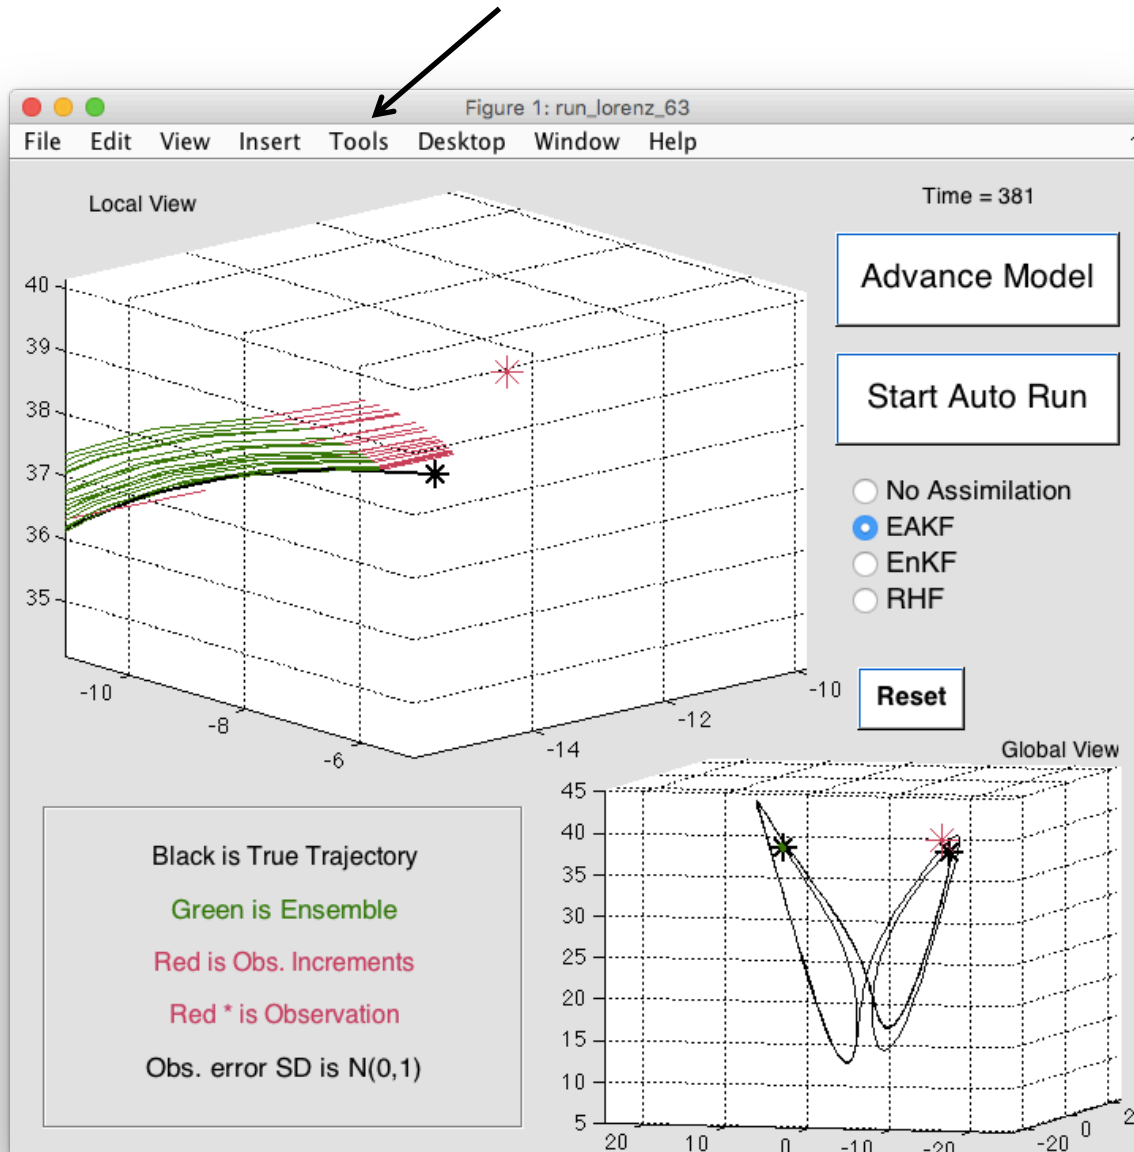 Figure 1: run_lorenz_63
File Edit View Insert Tools Desktop Window Help
Local View
Time = 381
40
39
38
37
36
35
-10
-8
-6
-14
-12
-10
Advance Model
Start Auto Run
No Assimilation
EAKF
EnKF
RHF
Reset
Global View
Black is True Trajectory
Green is Ensemble
Red is Obs. Increments
Red * is Observation
Obs. error SD is N(0,1)
45
40
35
30
25
20
15
10
5
20
10
0
-10
-20
-20
0
2